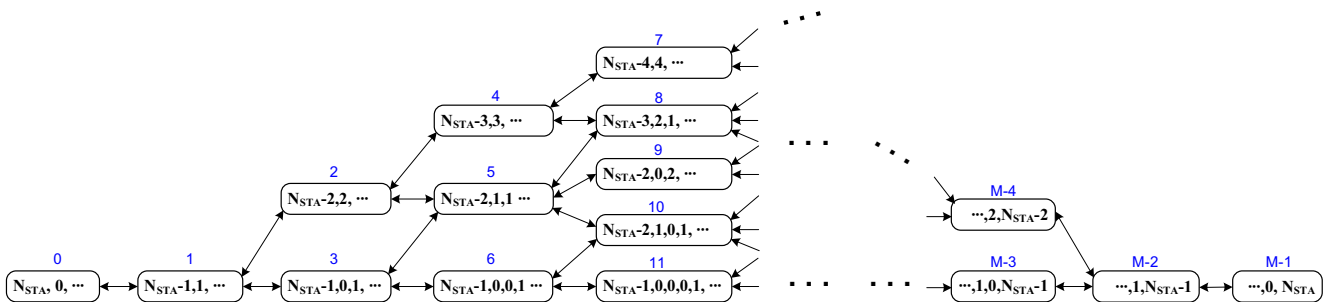 7
N_STA-4,4, ···
4
8
N_STA-3,3, ···
N_STA-3,2,1, ···
9
2
5
N_STA-2,0,2, ···
N_STA-2,2, ···
N_STA-2,1,1 ···
10
M-4
N_STA-2,1,0,1, ···
···,2,N_STA-2
0
1
3
6
11
M-3
M-2
M-1
N_STA, 0, ···
N_STA-1,1, ···
N_STA-1,0,1, ···
N_STA-1,0,0,1 ···
N_STA-1,0,0,0,1, ···
···,1,0,N_STA-1
···,1,N_STA-1
···,0, N_STA